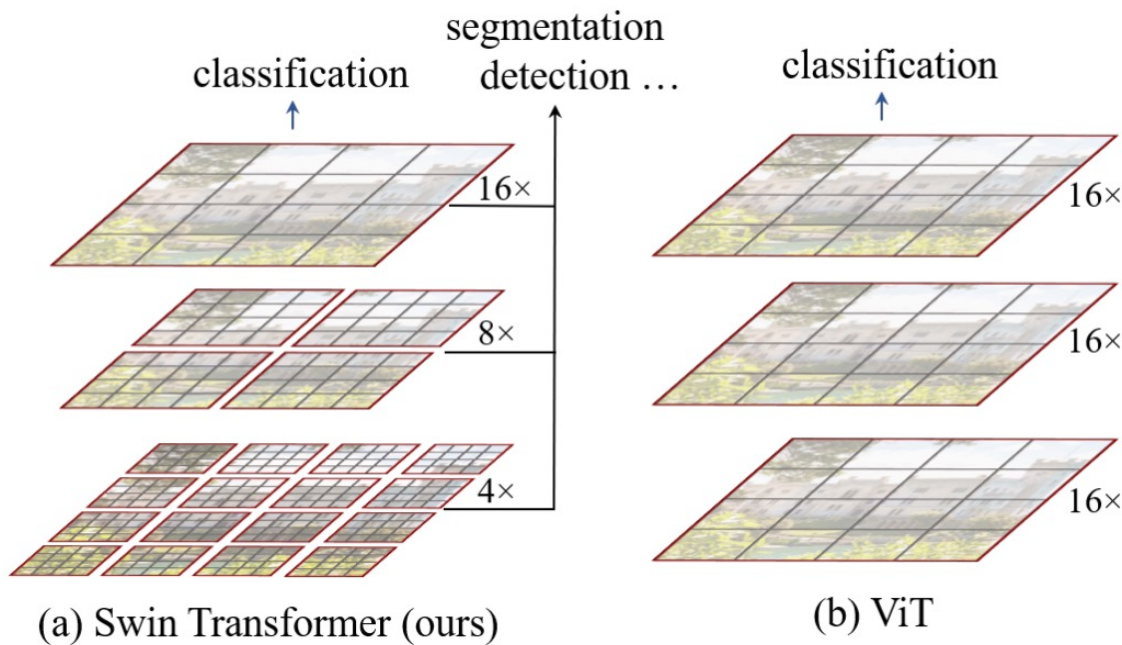 segmentation
classification
detection …
classification
16×
16×
8×
16×
4×
16×
(a) Swin Transformer (ours)
(b) ViT